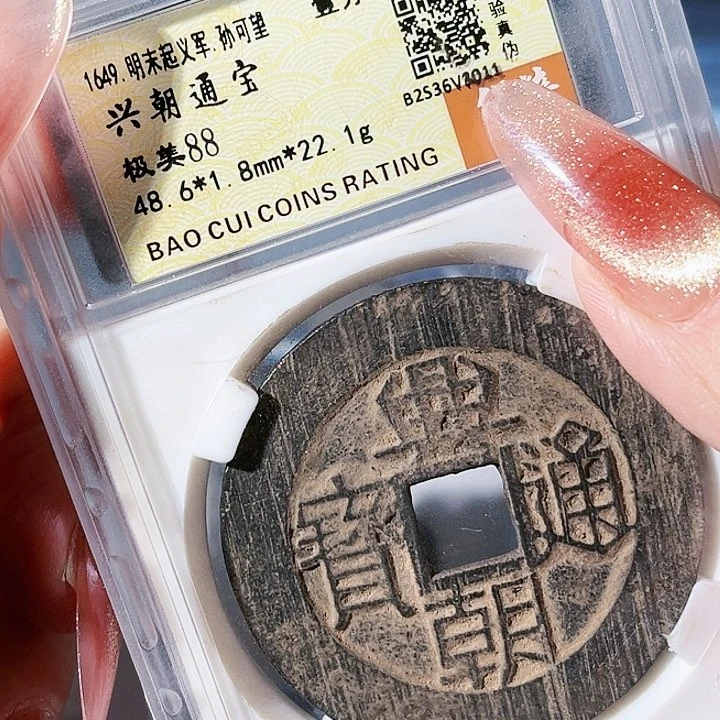 1649.明末起义军.孙可望
兴朝通宝
极美88
48.6*1.8mm*22.1g
BAO CUI COINS RATING
验真伪
興朝通寶